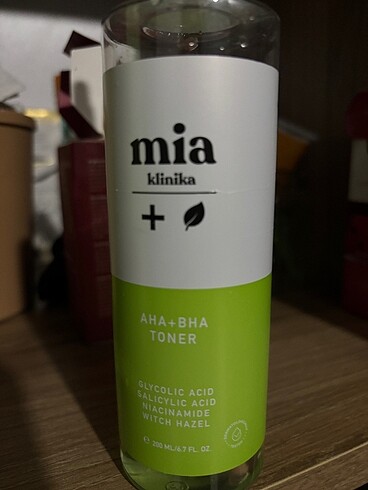 mia
klinika
AHA+BHA
TONER
GLYCOLIC ACID
SALICYLIC ACID
NIACINAMIDE
WITCH HAZEL
℮ 200 ML/6.7 FL. OZ.